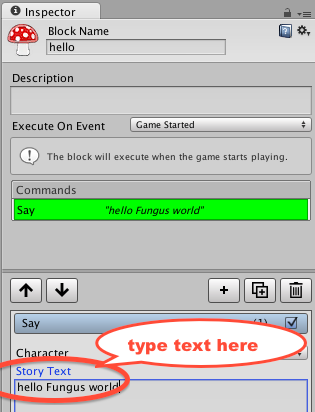 Inspector
Block Name
hello
Description
Execute On Event
Game Started
The block will execute when the game starts playing.
Commands
Say
"hello Fungus world"
Say
(1)
type text here
Character
Story Text
hello Fungus world